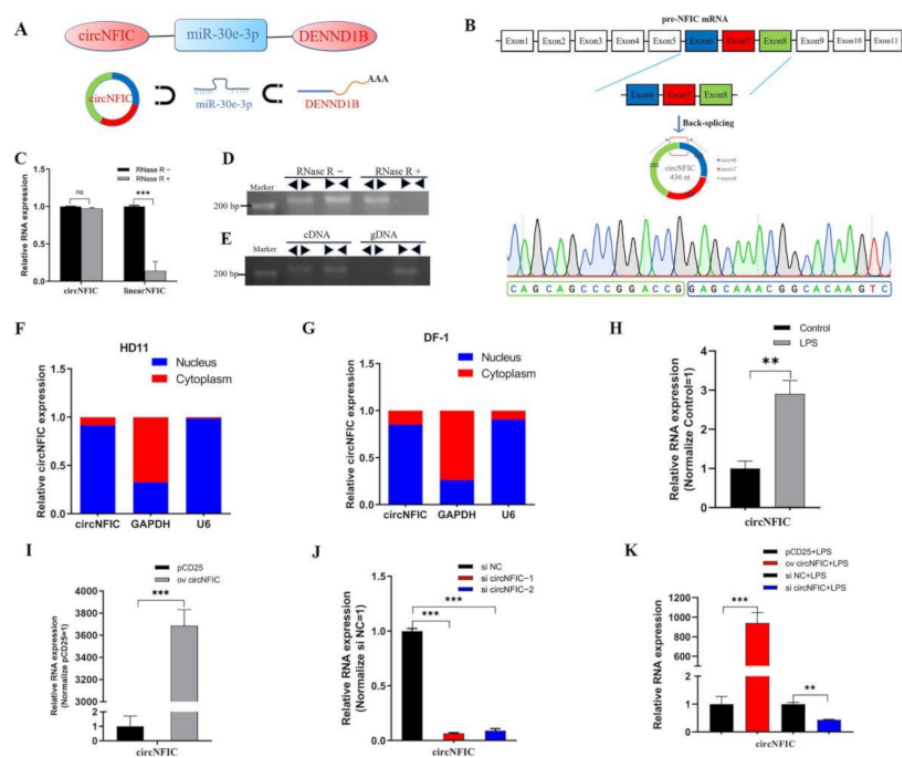 A
circNFIC
miR-30e-3p
DENND1B
circNFIC
miR-30e-3p
AAA
DENND1B
B
pre-NFIC mRNA
Exon1 Exon2 Exon3 Exon4 Exon5 Exon6 Exon7 Exon8 Exon9 Exon10 Exon11
Exon6 Exon7 Exon8
Back-splicing
circNFIC
436 nt
exon6
exon7
exon8
CAGCAGCCCGGACCG GAGCAAACGGCACAAGTC
C
RNase R −
RNase R +
Relative RNA expression
1.5
1.0
0.5
0.0
ns
***
circNFIC
linearNFIC
D
RNase R − RNase R +
Marker
200 bp
E
cDNA gDNA
Marker
200 bp
F
HD11
Nucleus
Cytoplasm
Relative circNFIC expression
1.5
1.0
0.5
0.0
circNFIC GAPDH U6
G
DF-1
Nucleus
Cytoplasm
Relative circNFIC expression
1.5
1.0
0.5
0.0
circNFIC GAPDH U6
H
Control
LPS
Relative RNA expression
(Normalize Control=1)
4
3
2
1
0
**
circNFIC
I
pCD25
ov circNFIC
Relative RNA expression
(Normalize pCD25=1)
4000
3800
3600
3400
3200
3000
2
1
0
***
circNFIC
J
si NC
si circNFIC−1
si circNFIC−2
Relative RNA expression
(Normalize si NC=1)
1.5
1.0
0.5
0.0
***
***
circNFIC
K
pCD25+LPS
ov circNFIC+LPS
si NC+LPS
si circNFIC+LPS
Relative RNA expression
1200
1000
800
600
2
1
0
***
**
circNFIC